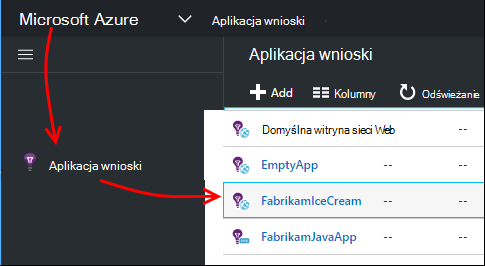 Microsoft Azure
Aplikacja wnioski
Aplikacja wnioski
Add
Kolumny
Odświeżanie
Aplikacja wnioski
Domyślna witryna sieci Web -- --
EmptyApp -- --
FabrikamIceCream -- --
FabrikamJavaApp -- --